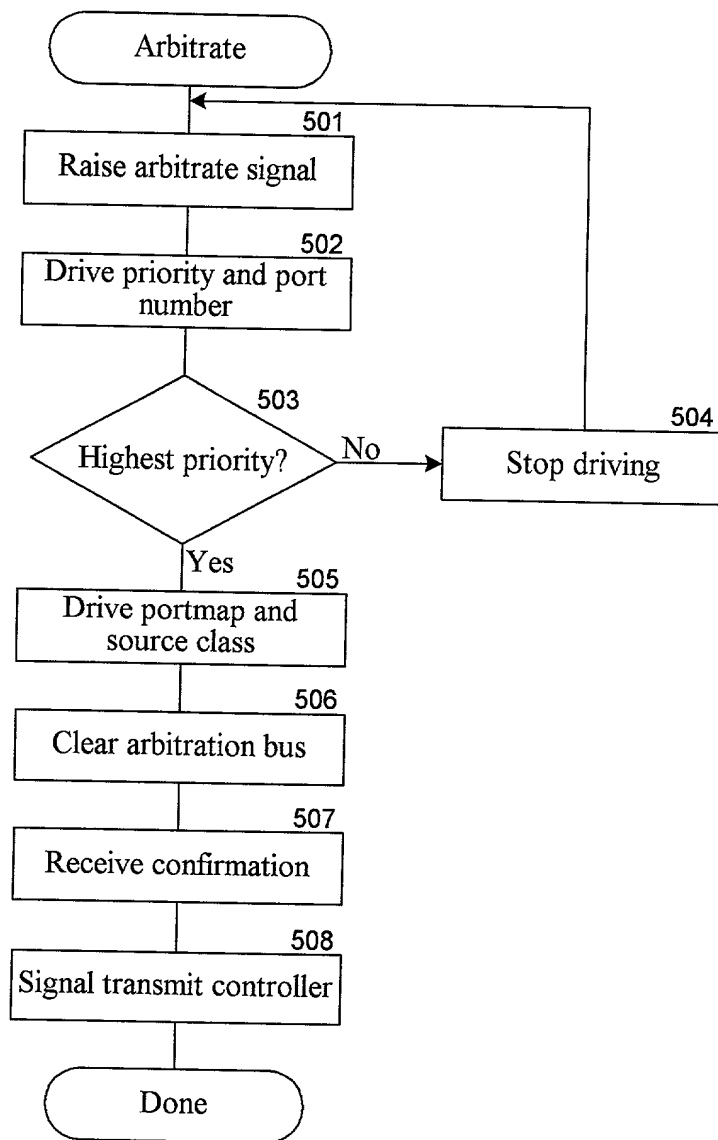 Arbitrate
501
Raise arbitrate signal
502
Drive priority and port
number
503
Highest priority?
No
504
Stop driving
Yes
505
Drive portmap and
source class
506
Clear arbitration bus
507
Receive confirmation
508
Signal transmit controller
Done